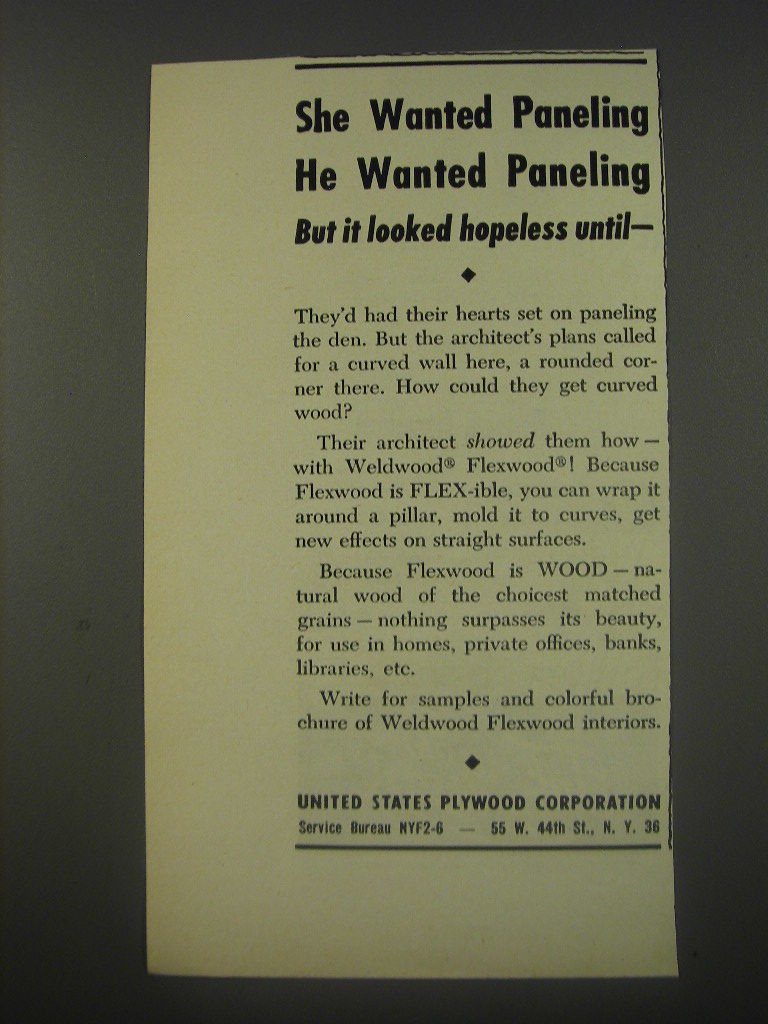 She Wanted Paneling
He Wanted Paneling
But it looked hopeless until—
They'd had their hearts set on paneling
the den. But the architect's plans called
for a curved wall here, a rounded cor-
ner there. How could they get curved
wood?
Their architect showed them how —
with Weldwood® Flexwood®! Because
Flexwood is FLEX-ible, you can wrap it
around a pillar, mold it to curves, get
new effects on straight surfaces.
Because Flexwood is WOOD — na-
tural wood of the choicest matched
grains — nothing surpasses its beauty,
for use in homes, private offices, banks,
libraries, etc.
Write for samples and colorful bro-
chure of Weldwood Flexwood interiors.
UNITED STATES PLYWOOD CORPORATION
Service Bureau NYF2-6 — 55 W. 44th St., N. Y. 36